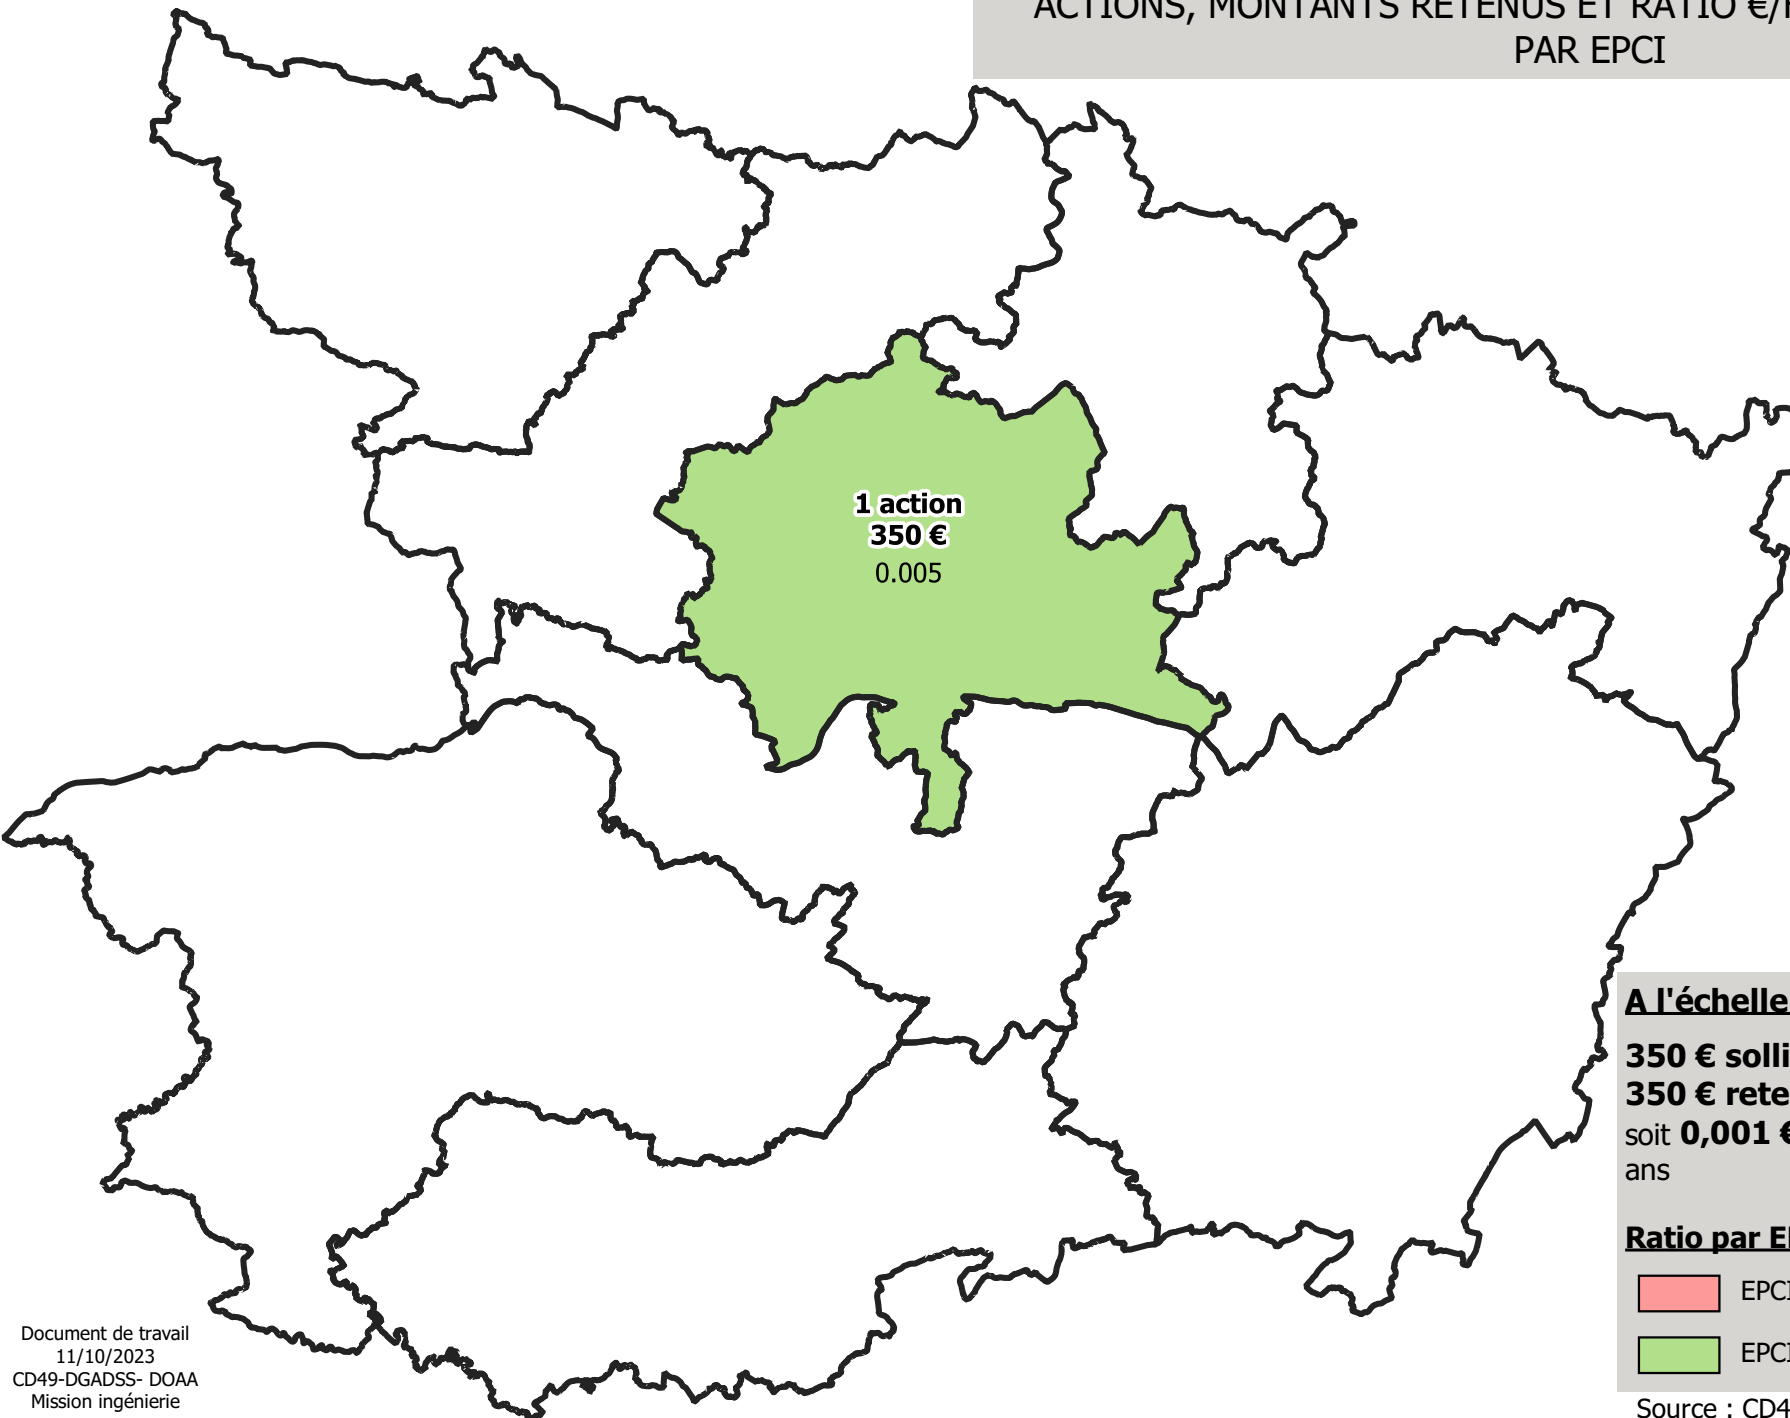 ACTIONS, MONTANTS RETENUS ET RATIO €/
PAR EPCI
1 action
350 €
0.005
A l'échelle
350 € solli
350 € rete
soit 0,001 €
ans
Ratio par E
EPCI
EPCI
Document de travail
11/10/2023
CD49-DGADSS- DOAA
Mission ingénierie
Source : CD4